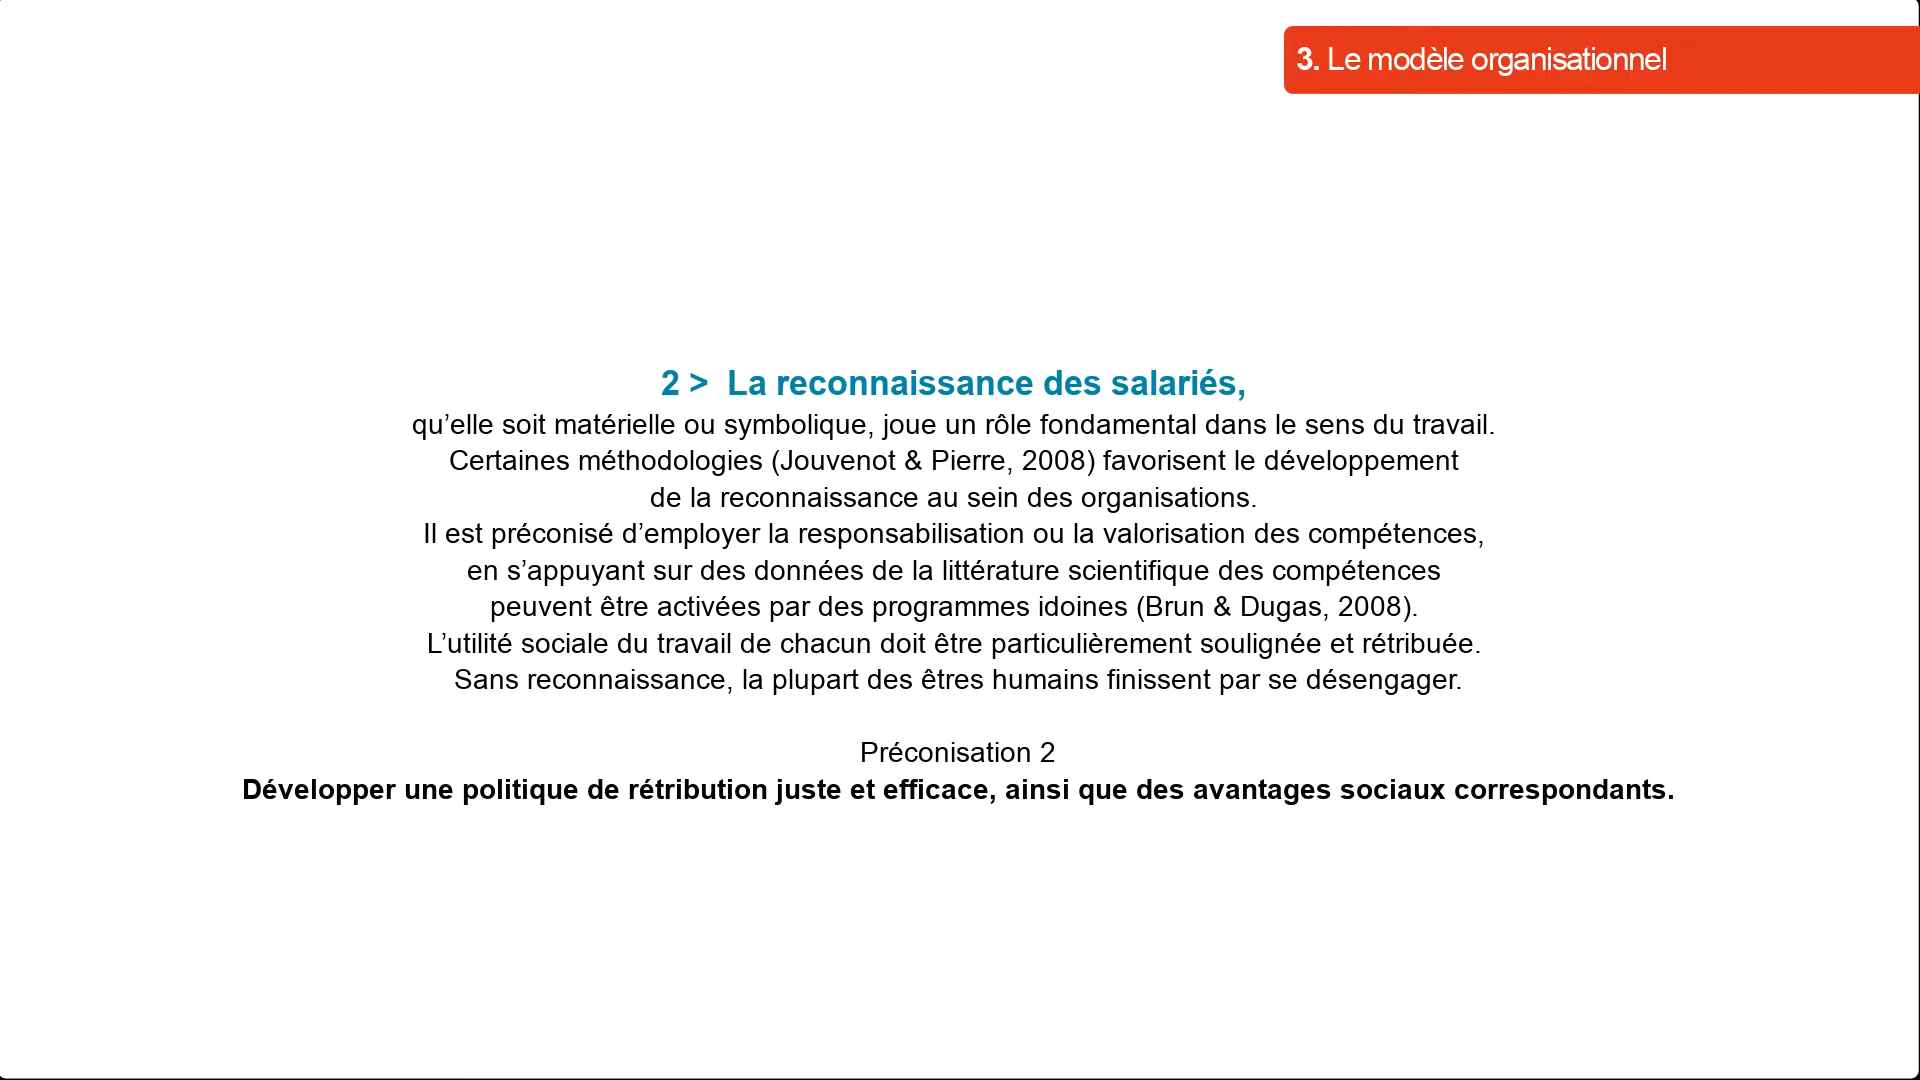 3. Le modèle organisationnel
2 > La reconnaissance des salariés,
qu’elle soit matérielle ou symbolique, joue un rôle fondamental dans le sens du travail.
Certaines méthodologies (Jouvenot & Pierre, 2008) favorisent le développement
de la reconnaissance au sein des organisations.
Il est préconisé d’employer la responsabilisation ou la valorisation des compétences,
en s’appuyant sur des données de la littérature scientifique des compétences
peuvent être activées par des programmes idoines (Brun & Dugas, 2008).
L’utilité sociale du travail de chacun doit être particulièrement soulignée et rétribuée.
Sans reconnaissance, la plupart des êtres humains finissent par se désengager.
Préconisation 2
Développer une politique de rétribution juste et efficace, ainsi que des avantages sociaux correspondants.